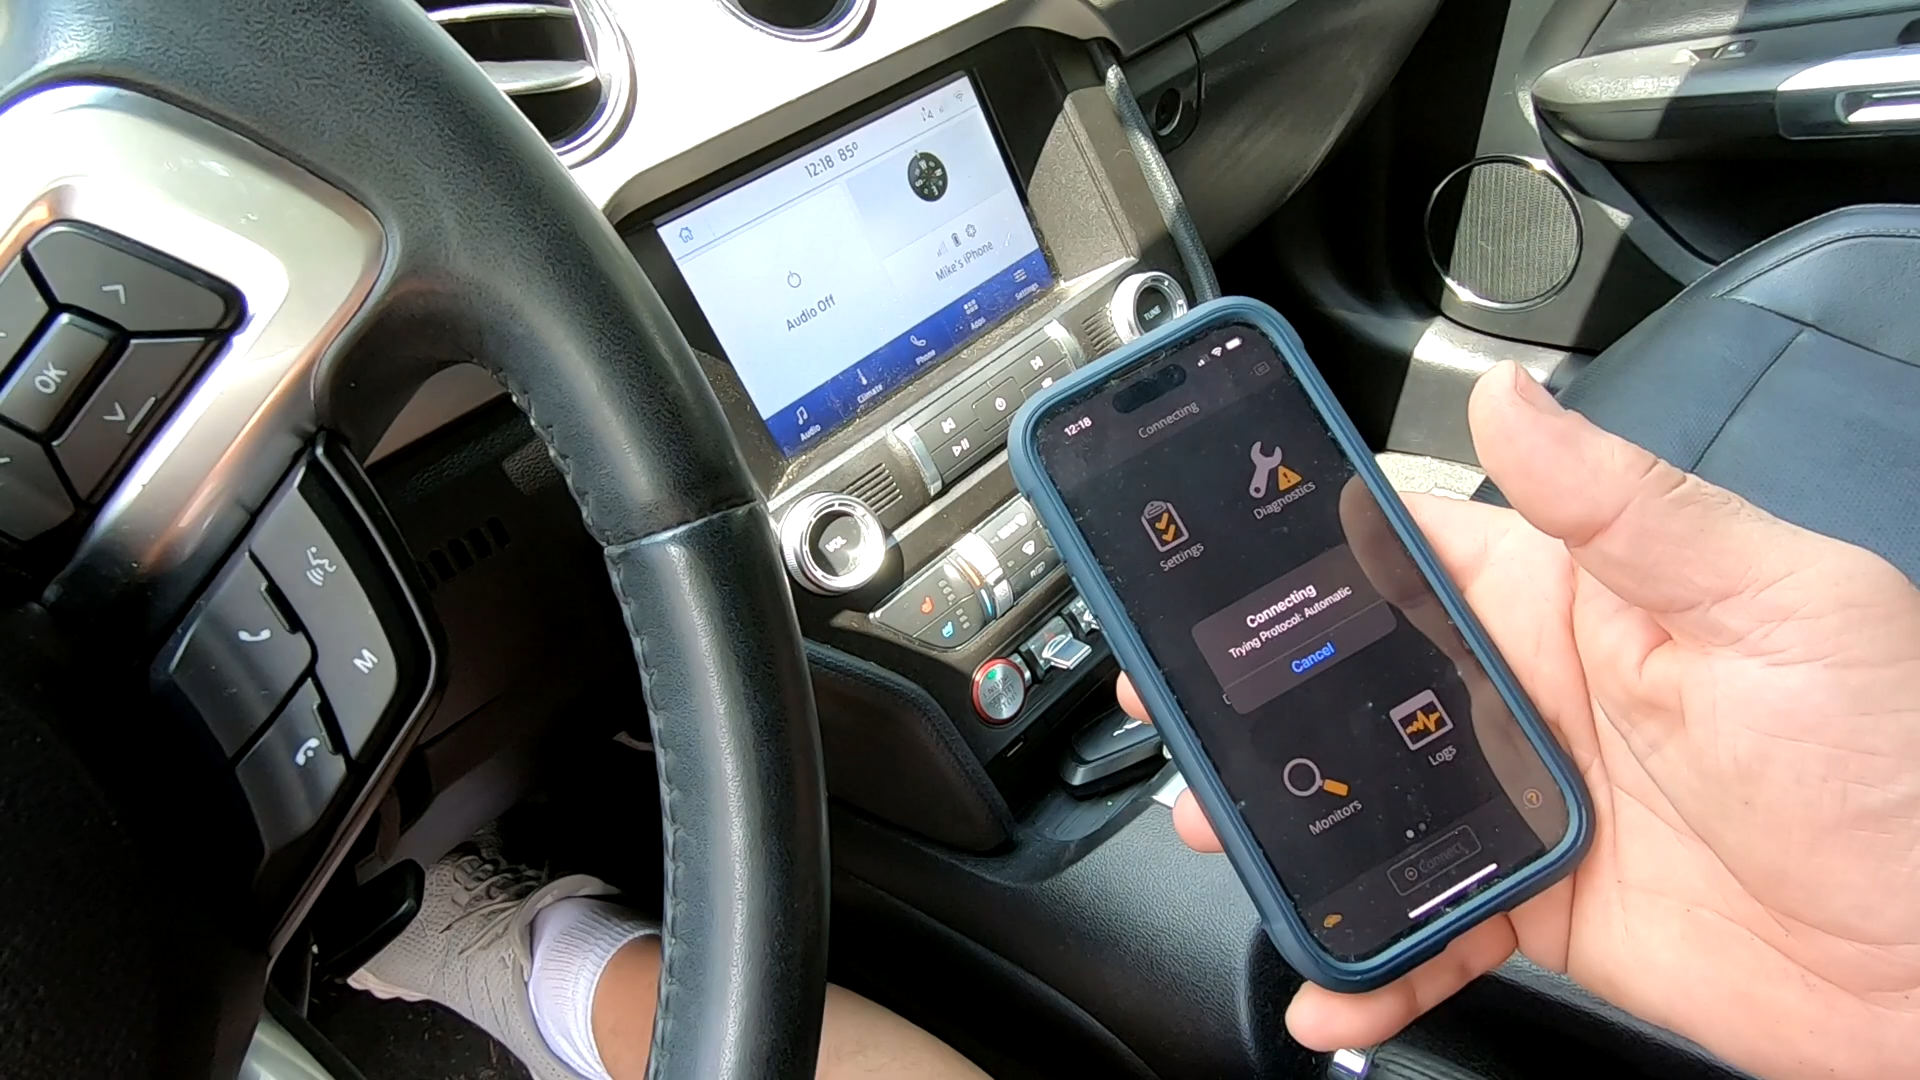 12:18 85°
Audio Off
Mike's iPhone
Audio
Climate
Phone
Apps
Settings
TUNE
VOL
OK
M
12:18
Connecting
Settings
Diagnostics
Connecting
Trying Protocol: Automatic
Cancel
Monitors
Logs
Connect